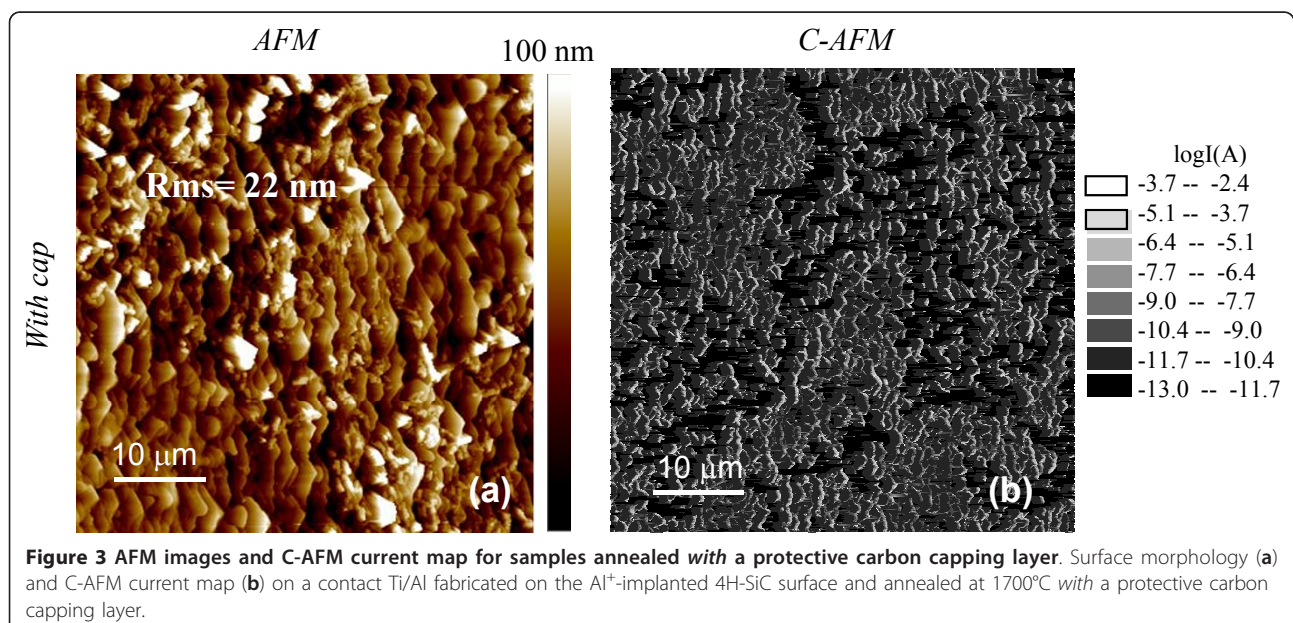 AFM
C-AFM
100 nm
With cap
Rms= 22 nm
10 μm
(a)
10 μm
(b)
logI(A)
-3.7 -- -2.4
-5.1 -- -3.7
-6.4 -- -5.1
-7.7 -- -6.4
-9.0 -- -7.7
-10.4 -- -9.0
-11.7 -- -10.4
-13.0 -- -11.7
Figure 3 AFM images and C-AFM current map for samples annealed with a protective carbon capping layer. Surface morphology (a)
and C-AFM current map (b) on a contact Ti/Al fabricated on the Al⁺-implanted 4H-SiC surface and annealed at 1700°C with a protective carbon
capping layer.